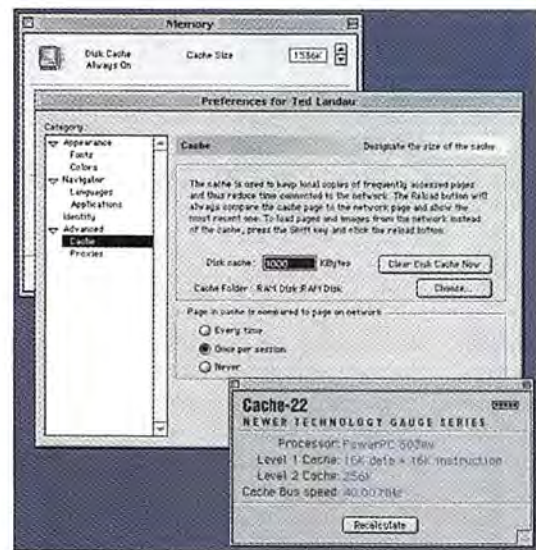 Memory
Disk Cache
Always On
Cache Size
1536K
Preferences for Ted Landau
Category:
Appearance
Fonts
Colors
Navigator
Languages
Applications
Identity
Advanced
Cache
Proxies
Cache
Designate the size of the cache
The cache is used to keep local copies of frequently accessed pages
and thus reduce time connected to the network. The Reload button will
always compare the cache page to the network page and show the
most recent one. To load pages and images from the network instead
of the cache, press the Shift key and click the reload button.
Disk cache: 1000 KBytes
Clear Disk Cache Now
Cache Folder: RAM Disk:RAM Disk
Choose...
Page in cache is compared to page on network
Every time
Once per session
Never
Cache-22
NEWER TECHNOLOGY GAUGE SERIES
Processor: PowerPC 603ev
Level 1 Cache: 16K data + 16K instruction
Level 2 Cache: 256K
Cache Bus speed: 40.00 MHz
Recalculate